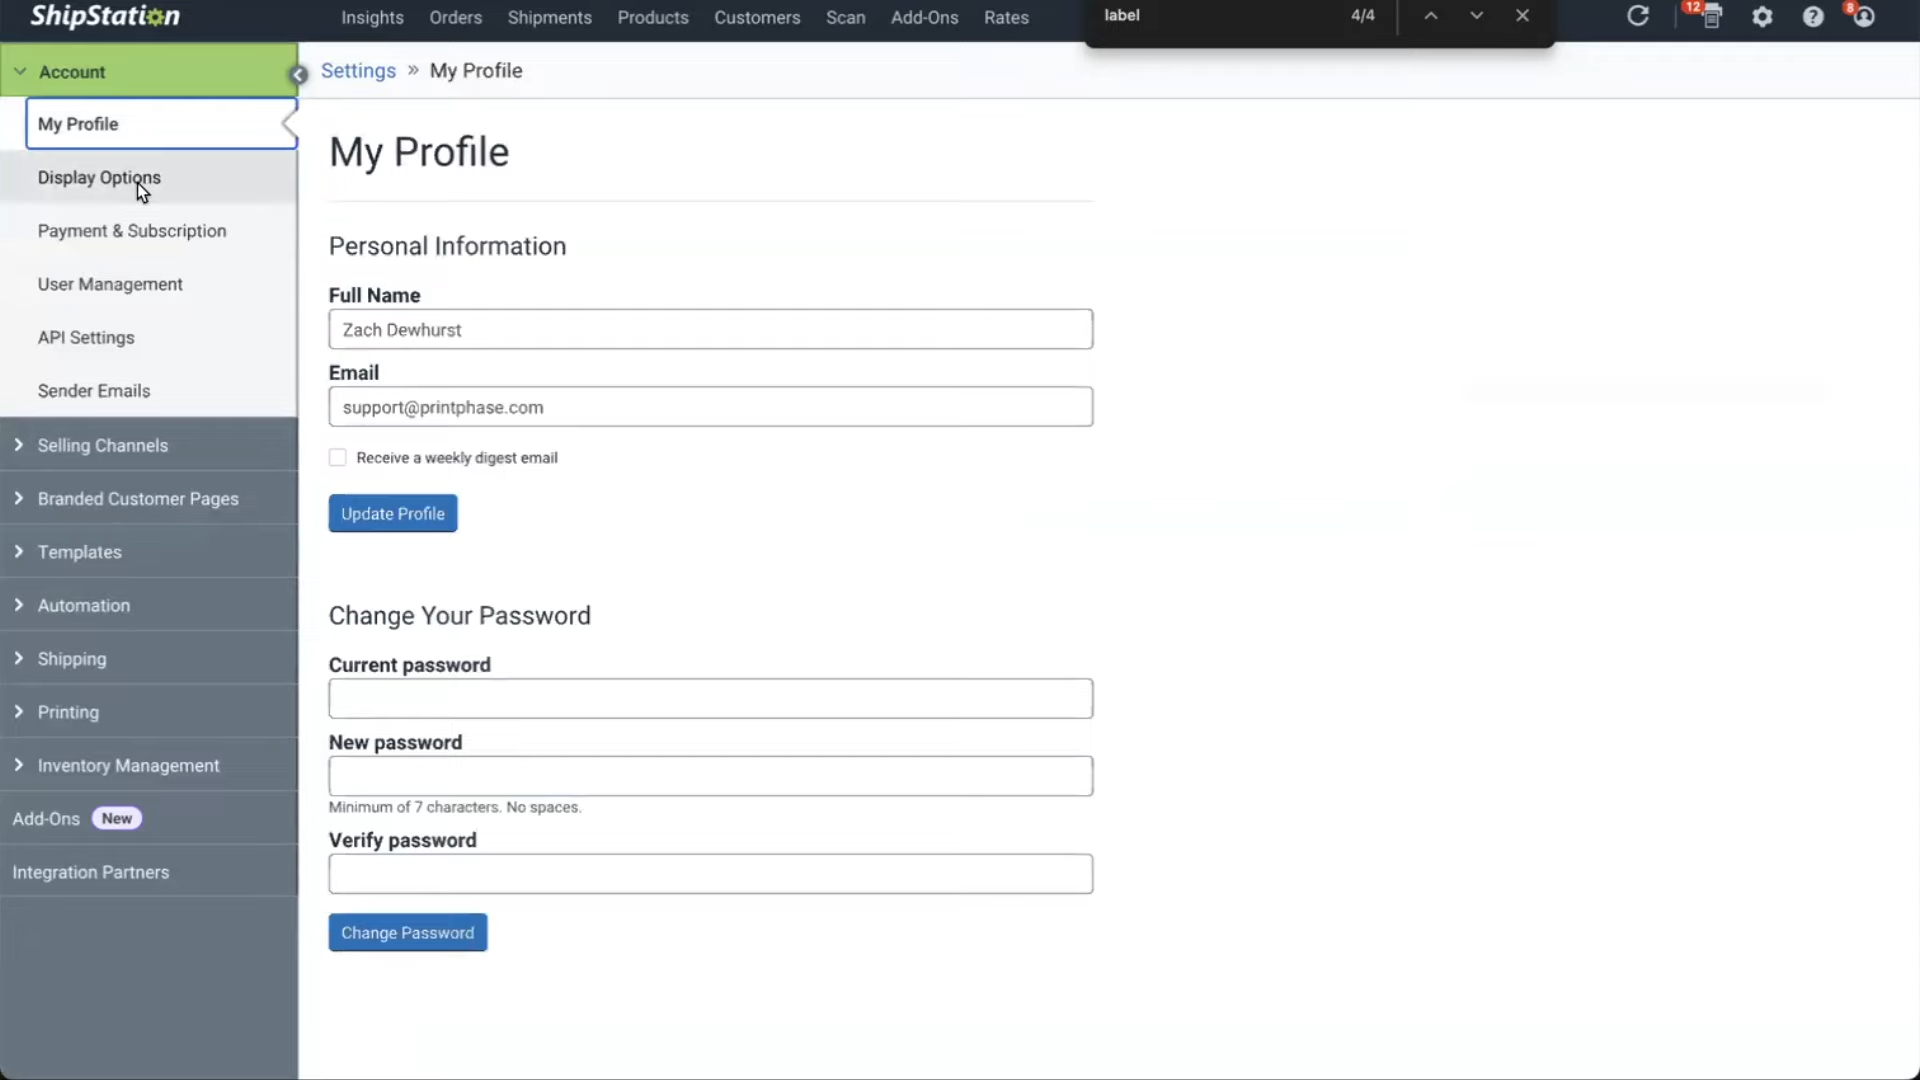 ShipStation
Insights
Orders
Shipments
Products
Customers
Scan
Add-Ons
Rates
label
4/4
12
8
Account
My Profile
Display Options
Payment & Subscription
User Management
API Settings
Sender Emails
Selling Channels
Branded Customer Pages
Templates
Automation
Shipping
Printing
Inventory Management
Add-Ons New
Integration Partners
Settings » My Profile
My Profile
Personal Information
Full Name
Zach Dewhurst
Email
support@printphase.com
Receive a weekly digest email
Update Profile
Change Your Password
Current password
New password
Minimum of 7 characters. No spaces.
Verify password
Change Password